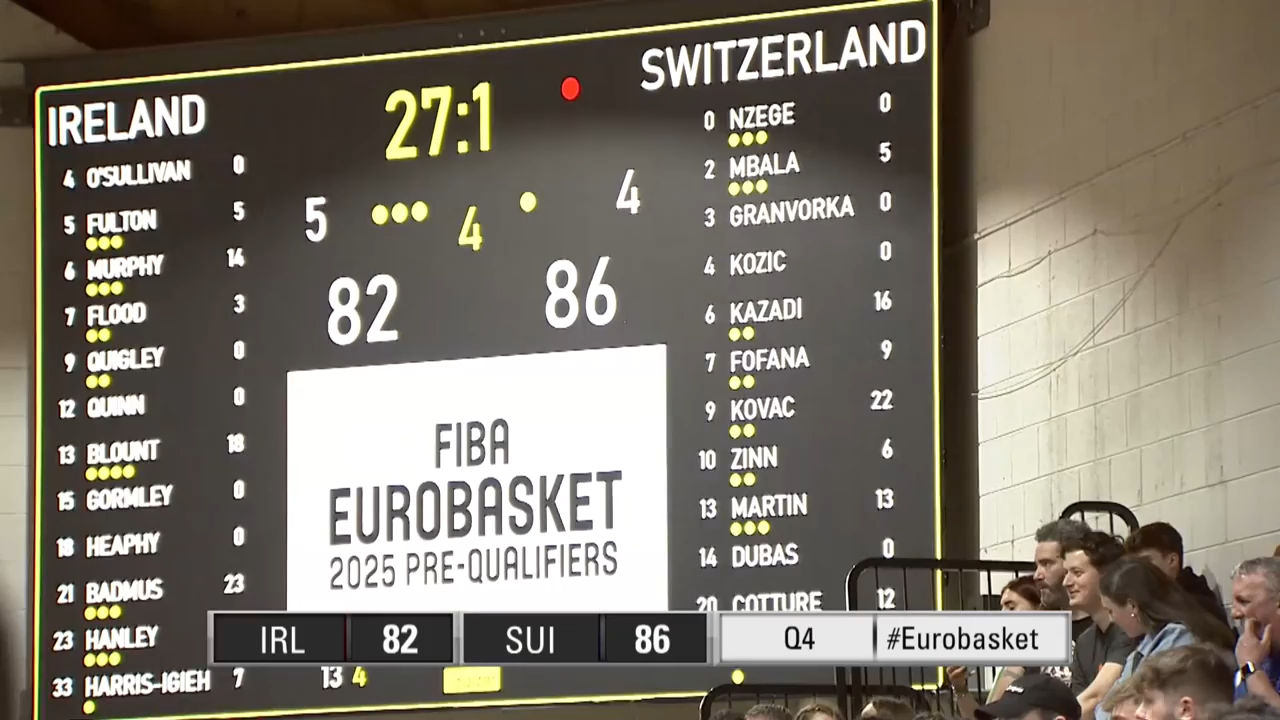 IRELAND
27:1
SWITZERLAND
4 O'SULLIVAN 0
5 FULTON 5
6 MURPHY 14
7 FLOOD 3
9 QUIGLEY 0
12 QUINN 0
13 BLOUNT 18
15 GORMLEY 0
18 HEAPHY 0
21 BADMUS 23
23 HANLEY
33 HARRIS-IGIEH 7
5 4 4
82 86
FIBA
EUROBASKET
2025 PRE-QUALIFIERS
13 4
0 NZEGE 0
2 MBALA 5
3 GRANVORKA 0
4 KOZIC 0
6 KAZADI 16
7 FOFANA 9
9 KOVAC 22
10 ZINN 6
13 MARTIN 13
14 DUBAS 0
20 COTTURE 12
IRL 82 SUI 86 Q4 #Eurobasket